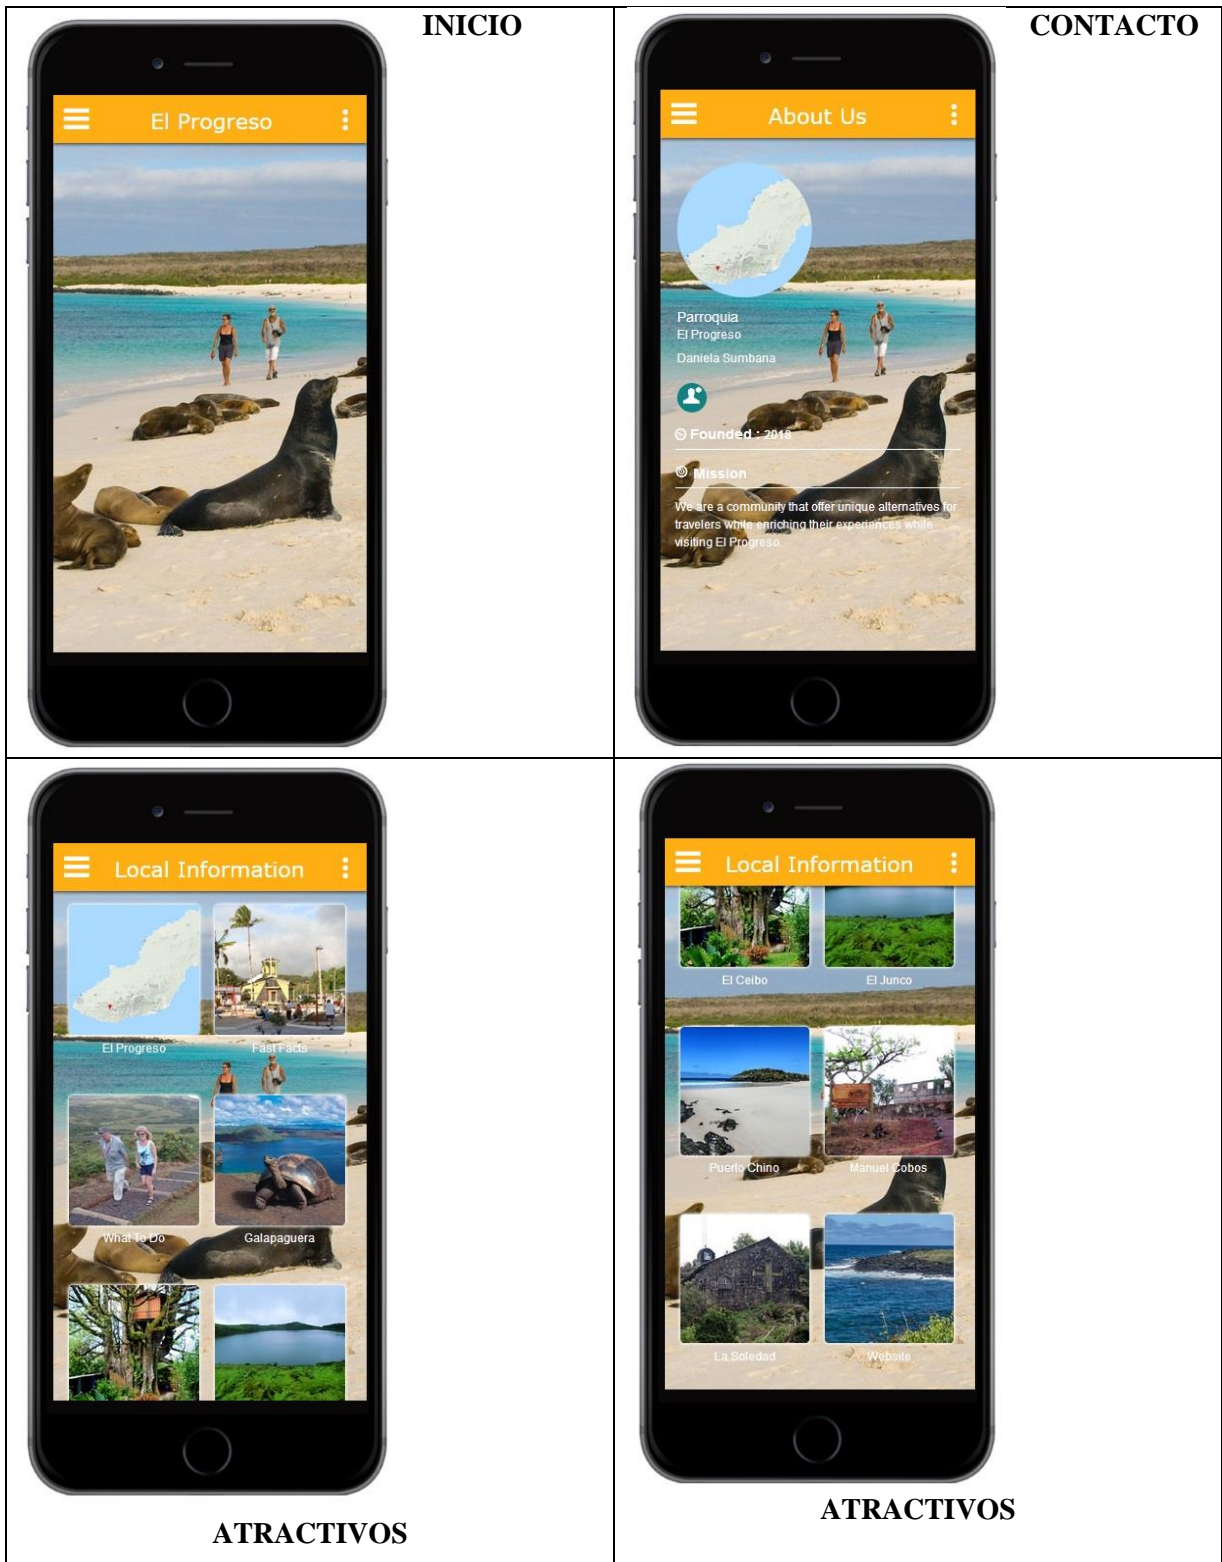 INICIO
El Progreso
CONTACTO
About Us
Parroquia
El Progreso
Daniela Sumbana
Founded : 2018
Mission
We are a community that offer unique alternatives for
travelers while enriching their experiences while
visiting El Progreso.
Local Information
El Progreso
Fast Facts
What To Do
Galapaguera
ATRACTIVOS
Local Information
El Ceibo
El Junco
Puerto Chino
Manuel Cobos
La Soledad
Website
ATRACTIVOS